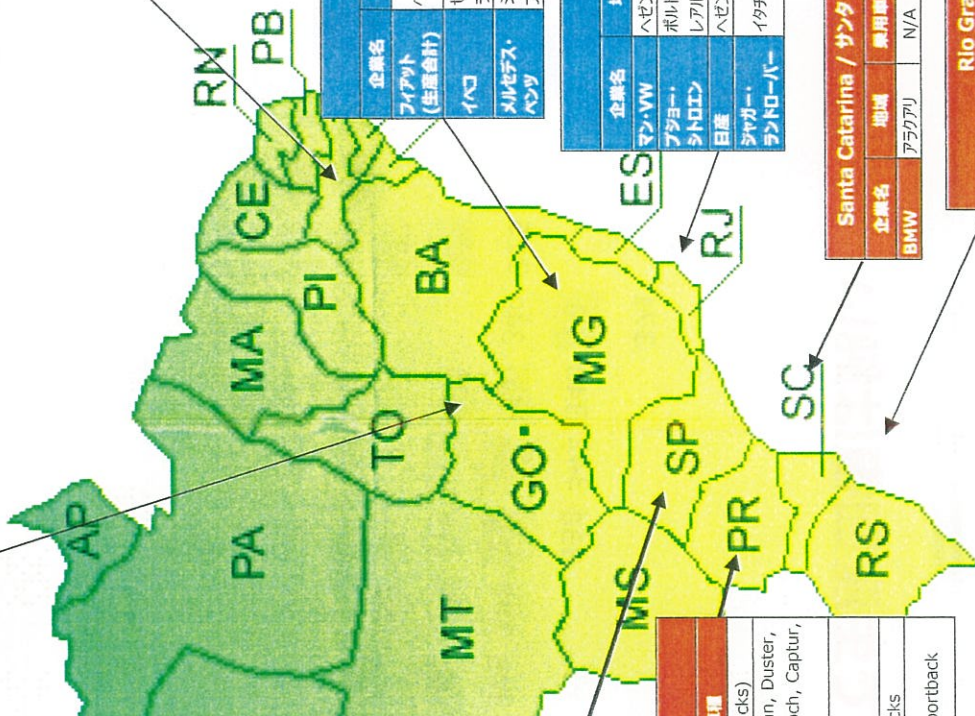 RN
PB
CE
MA
PI
AP
PA
TO
BA
MT
GO
MG
ES
RJ
MS
SP
PR
SC
RS
企業名
フィアット
(生産合計)
イベコ
メルセデス・
ベンツ
企業名
マン・VW
プジョー・
シトロエン
日産
ジャガー・
ランドローバー
Santa Catarina / サンタ
企業名 地域 乗用車
BMW アラクアリ N/A
Rio Gra
cks)
n, Duster,
ch, Captur,
cks
portback